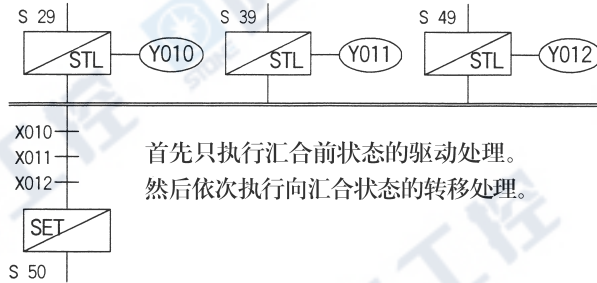 S 29
S 39
S 49
STL
Y010
STL
Y011
STL
Y012
X010
X011
X012
首先只执行汇合前状态的驱动处理。
然后依次执行向汇合状态的转移处理。
SET
S 50